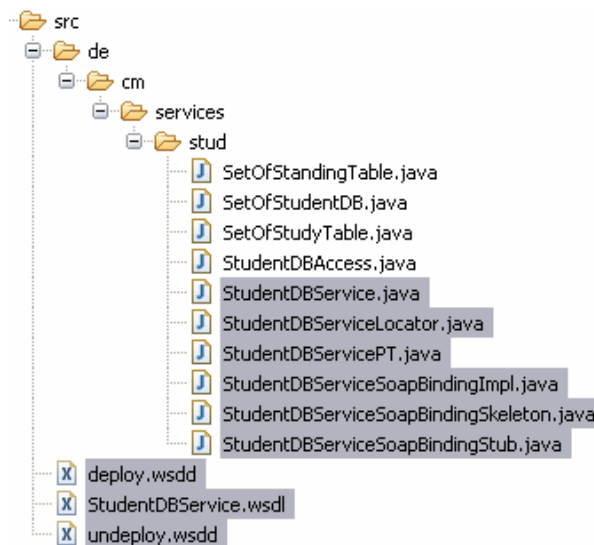 src
de
cm
services
stud
SetOfStandingTable.java
SetOfStudentDB.java
SetOfStudyTable.java
StudentDBAccess.java
StudentDBService.java
StudentDBServiceLocator.java
StudentDBServicePT.java
StudentDBServiceSoapBindingImpl.java
StudentDBServiceSoapBindingSkeleton.java
StudentDBServiceSoapBindingStub.java
deploy.wsdd
StudentDBService.wsdl
undeploy.wsdd